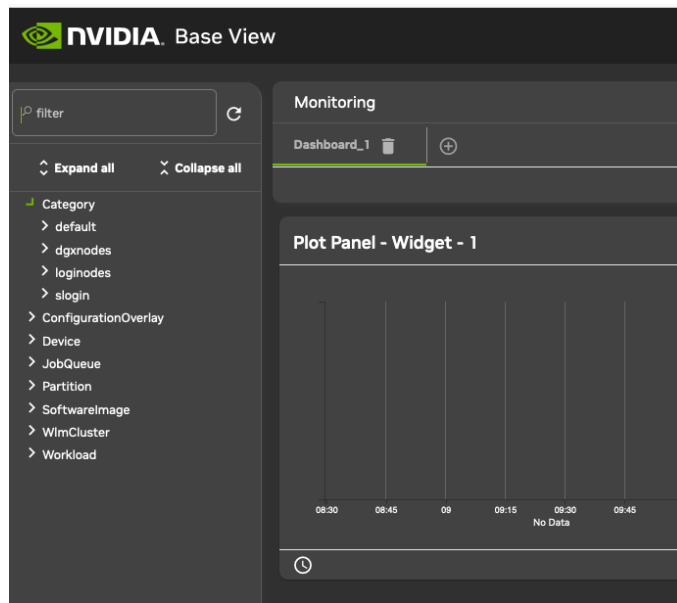 NVIDIA. Base View
filter
Expand all
Collapse all
Category
default
dgxnodes
loginodes
slogin
ConfigurationOverlay
Device
JobQueue
Partition
SoftwareImage
WlmCluster
Workload
Monitoring
Dashboard_1
Plot Panel - Widget - 1
08:30 08:45 09 09:15 09:30 09:45
No Data